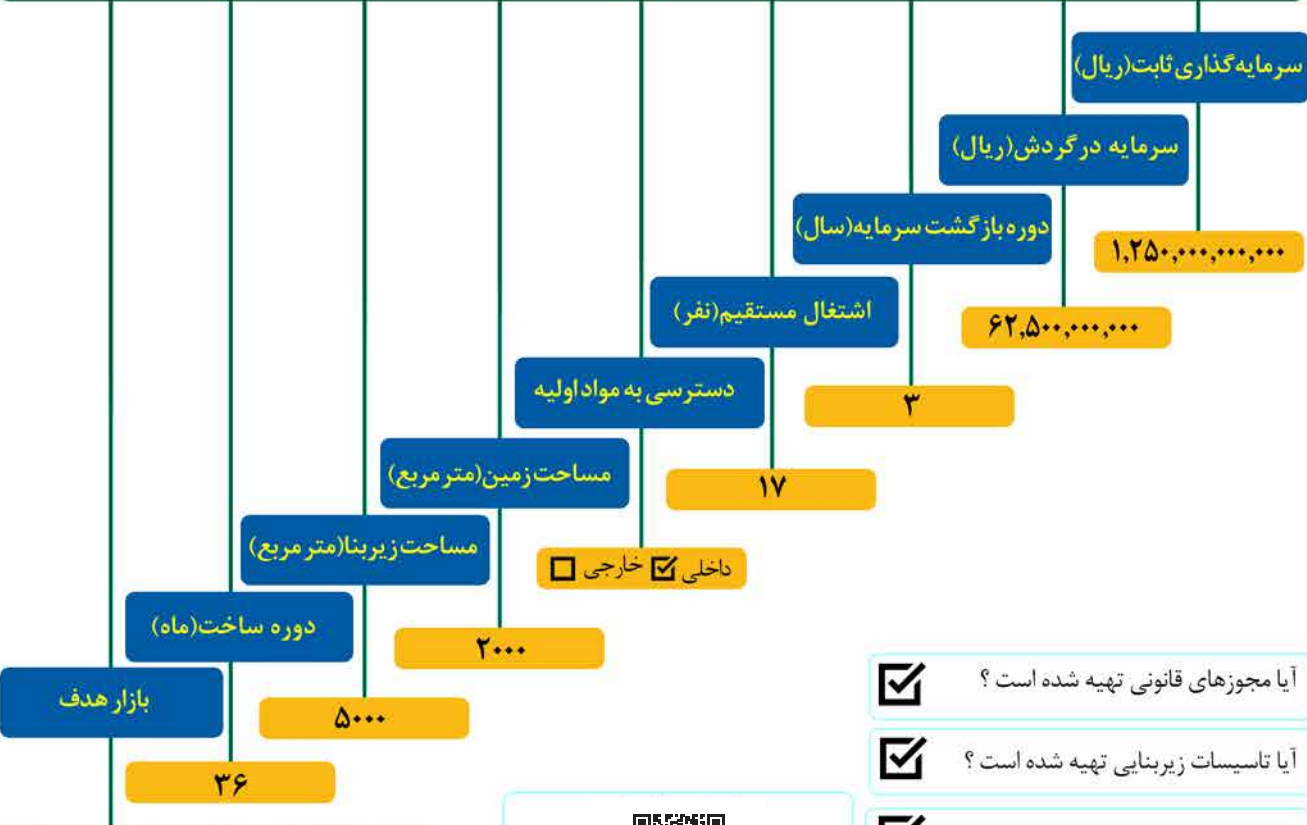 سرمایه‌گذاری ثابت(ریال)
۱,۲۵۰,۰۰۰,۰۰۰,۰۰۰
سرمایه در گردش(ریال)
۶۲,۵۰۰,۰۰۰,۰۰۰
دوره بازگشت سرمایه(سال)
۳
اشتغال مستقیم(نفر)
۱۷
دسترسی به مواد اولیه
داخلی ☑ خارجی ☐
مساحت زمین(متر مربع)
۲۰۰۰
مساحت زیربنا(متر مربع)
۵۰۰۰
دوره ساخت(ماه)
۳۶
بازار هدف
آیا مجوزهای قانونی تهیه شده است ؟ ☑
آیا تاسیسات زیربنایی تهیه شده است ؟ ☑